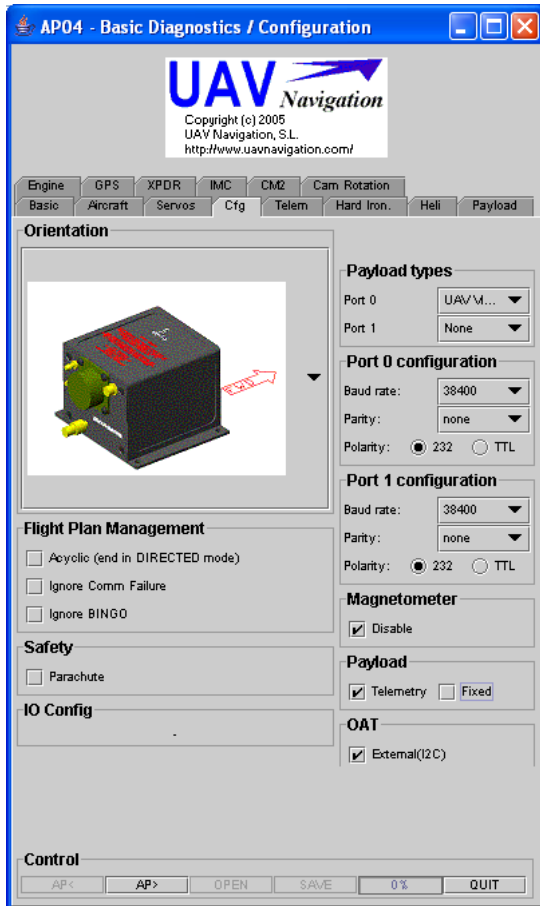 AP04 - Basic Diagnostics / Configuration
UAV Navigation
Copyright (c) 2005
UAV Navigation, S.L.
http://www.uavnavigation.com/
Engine GPS XPDR IMC CM2 Cam Rotation
Basic Aircraft Servos Cfg Telem Hard Iron. Heli Payload
Orientation
Payload types
Port 0
Port 1 None
Port 0 configuration
Baud rate: 38400
Parity: none
Polarity: 232 TTL
Port 1 configuration
Baud rate: 38400
Parity: none
Polarity: 232 TTL
Flight Plan Management
Acyclic (end in DIRECTED mode)
Ignore Comm Failure
Ignore BINGO
Magnetometer
Disable
Safety
Parachute
Payload
Telemetry Fixed
IO Config
-
OAT
External(I2C)
Control
AP< AP> OPEN SAVE 0% QUIT